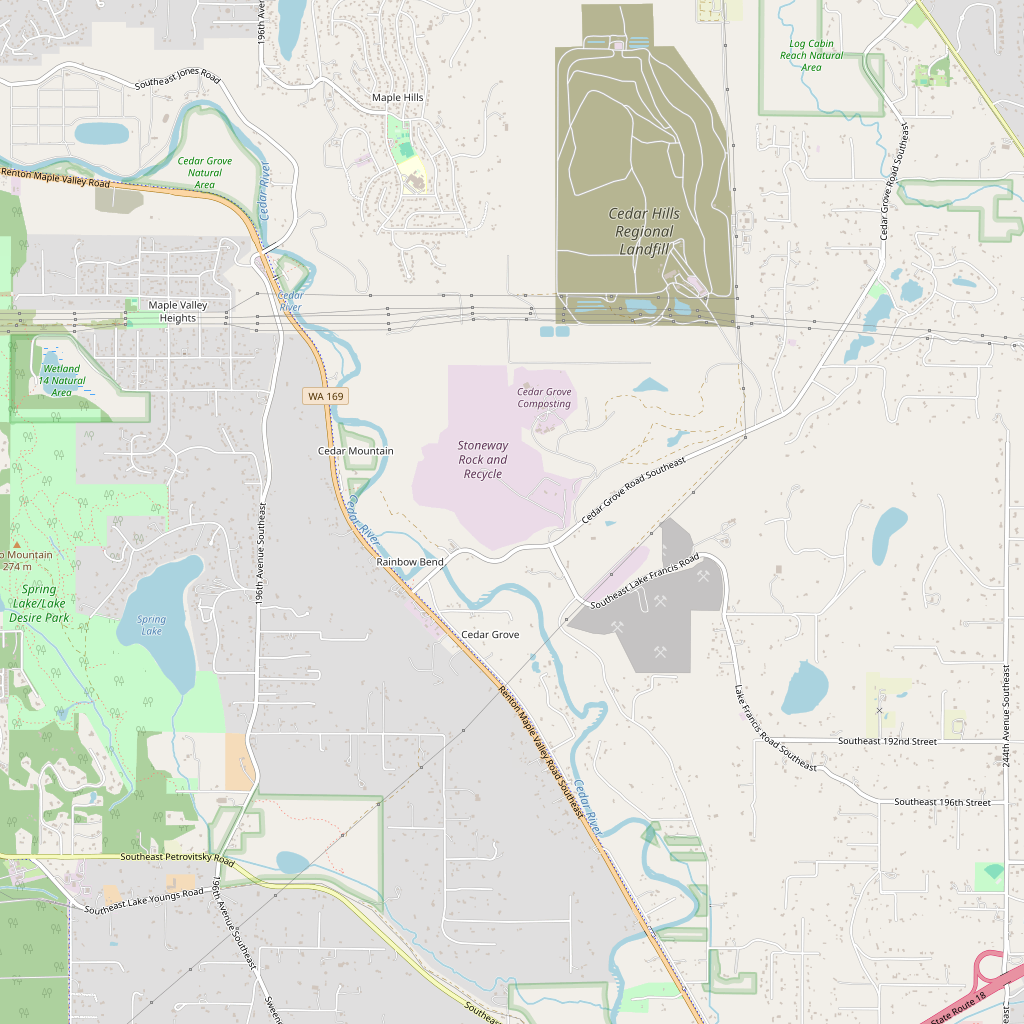 196th Aven
Log Cabin
Reach Natural
Area
Southeast Jones Road
Maple Hills
Cedar Grove
Natural
Area
Renton Maple Valley Road
Cedar River
Cedar Grove Road Southeast
Cedar Hills
Regional
Landfill
Cedar
River
Maple Valley
Heights
Wetland
14 Natural
Area
WA 169
Cedar Grove
Composting
Stoneway
Rock and
Recycle
Cedar Mountain
Cedar Grove Road Southeast
Cedar River
196th Avenue Southeast
o Mountain
274 m
Rainbow Bend
Southeast Lake Francis Road
Spring
Lake/Lake
Desire Park
Spring
Lake
Cedar Grove
Renton Maple Valley Road Southeast
Lake Francis Road Southeast
244th Avenue Southeast
Southeast 192nd Street
Southeast 196th Street
Cedar River
Southeast Petrovitsky Road
Southeast Lake Youngs Road
196th Avenue Southeast
Sweene
Southeast
State Route 18